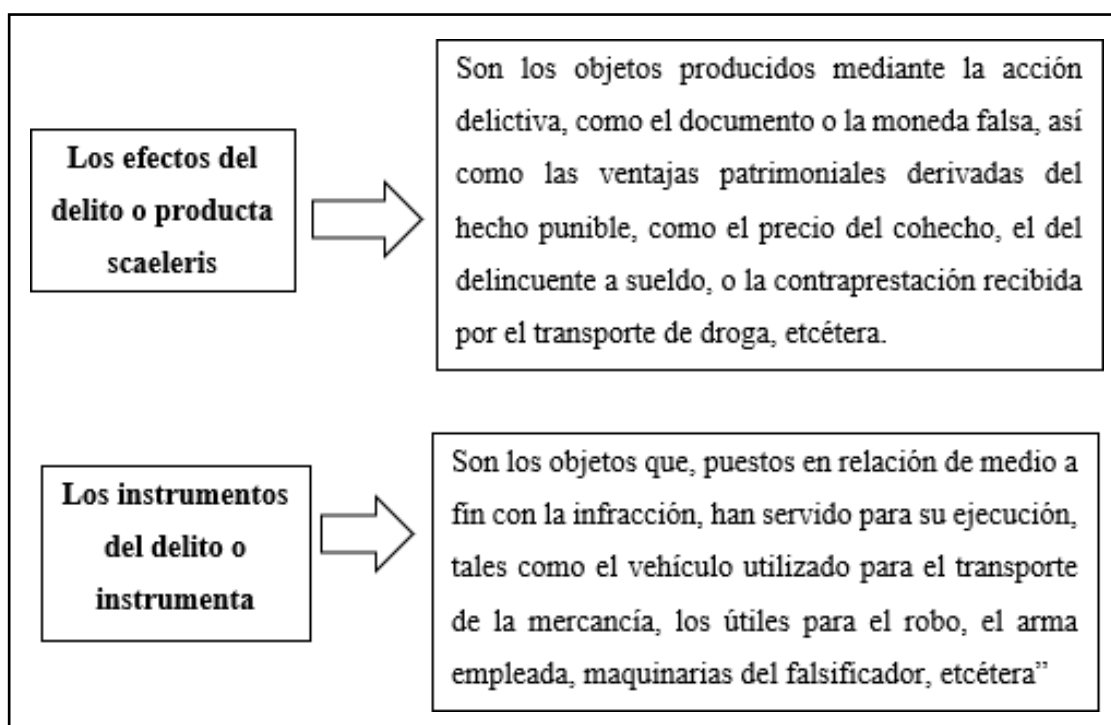 Los efectos del
delito o producta
scaeleris
Son los objetos producidos mediante la acción
delictiva, como el documento o la moneda falsa, así
como las ventajas patrimoniales derivadas del
hecho punible, como el precio del cohecho, el del
delincuente a sueldo, o la contraprestación recibida
por el transporte de droga, etcétera.
Los instrumentos
del delito o
instrumenta
Son los objetos que, puestos en relación de medio a
fin con la infracción, han servido para su ejecución,
tales como el vehículo utilizado para el transporte
de la mercancía, los útiles para el robo, el arma
empleada, maquinarias del falsificador, etcétera”